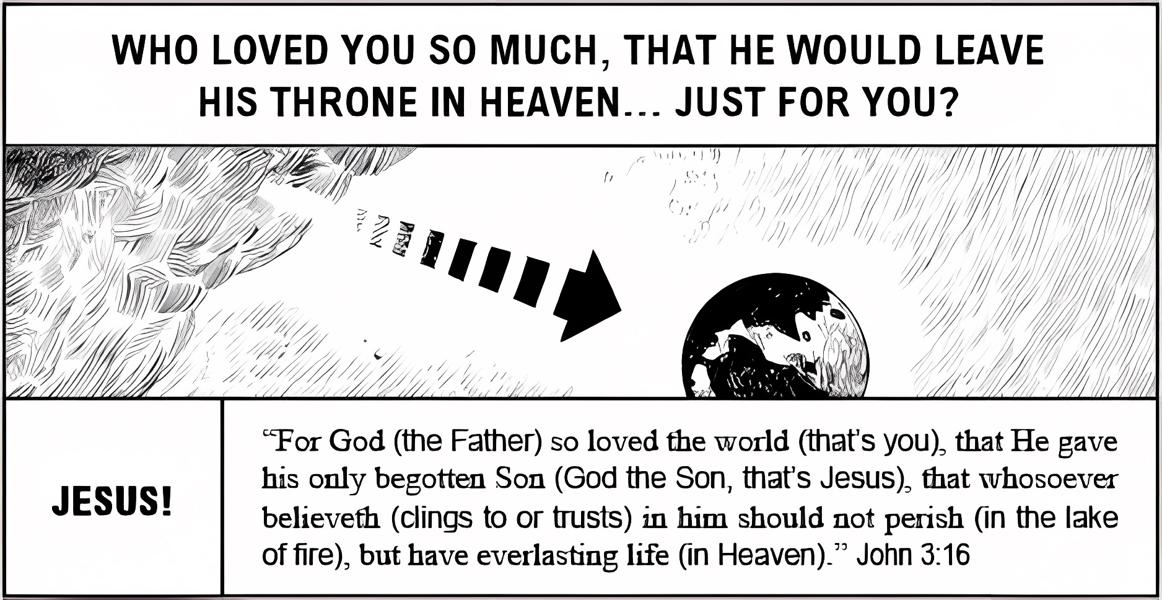 WHO LOVED YOU SO MUCH, THAT HE WOULD LEAVE
HIS THRONE IN HEAVEN... JUST FOR YOU?
JESUS!
“For God (the Father) so loved the world (that's you), that He gave
his only begotten Son (God the Son, that's Jesus), that whosoever
believeth (clings to or trusts) in him should not perish (in the lake
of fire), but have everlasting life (in Heaven).” John 3:16